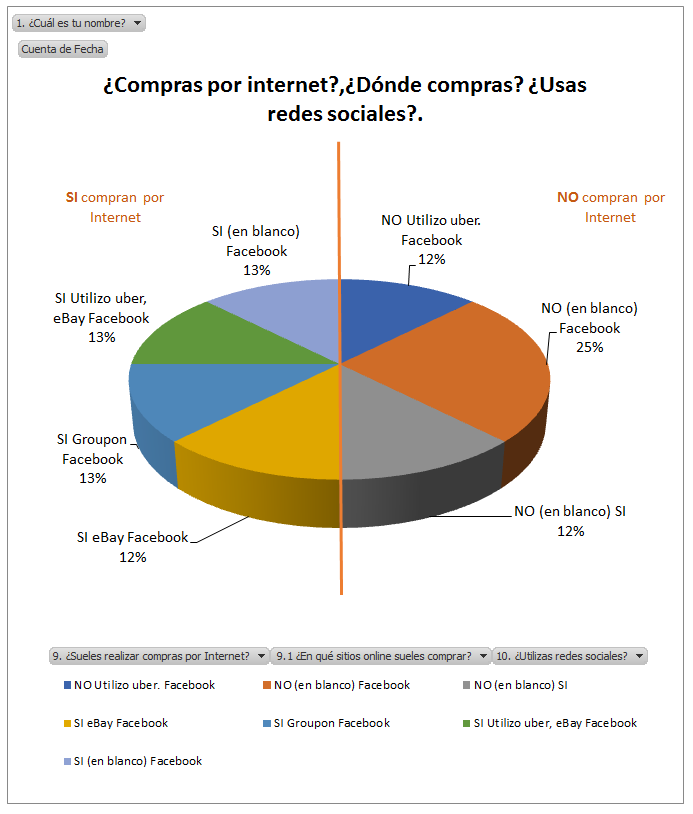 1. ¿Cuál es tu nombre?
Cuenta de Fecha
¿Compras por internet?,¿Dónde compras? ¿Usas
redes sociales?.
SI compran por
Internet
NO compran por
Internet
SI (en blanco)
Facebook
13%
NO Utilizo uber.
Facebook
12%
SI Utilizo uber,
eBay Facebook
13%
NO (en blanco)
Facebook
25%
SI Groupon
Facebook
13%
SI eBay Facebook
12%
NO (en blanco) SI
12%
9. ¿Sueles realizar compras por Internet?
9.1 ¿En qué sitios online sueles comprar?
10. ¿Utilizas redes sociales?
NO Utilizo uber. Facebook
NO (en blanco) Facebook
NO (en blanco) SI
SI eBay Facebook
SI Groupon Facebook
SI Utilizo uber, eBay Facebook
SI (en blanco) Facebook